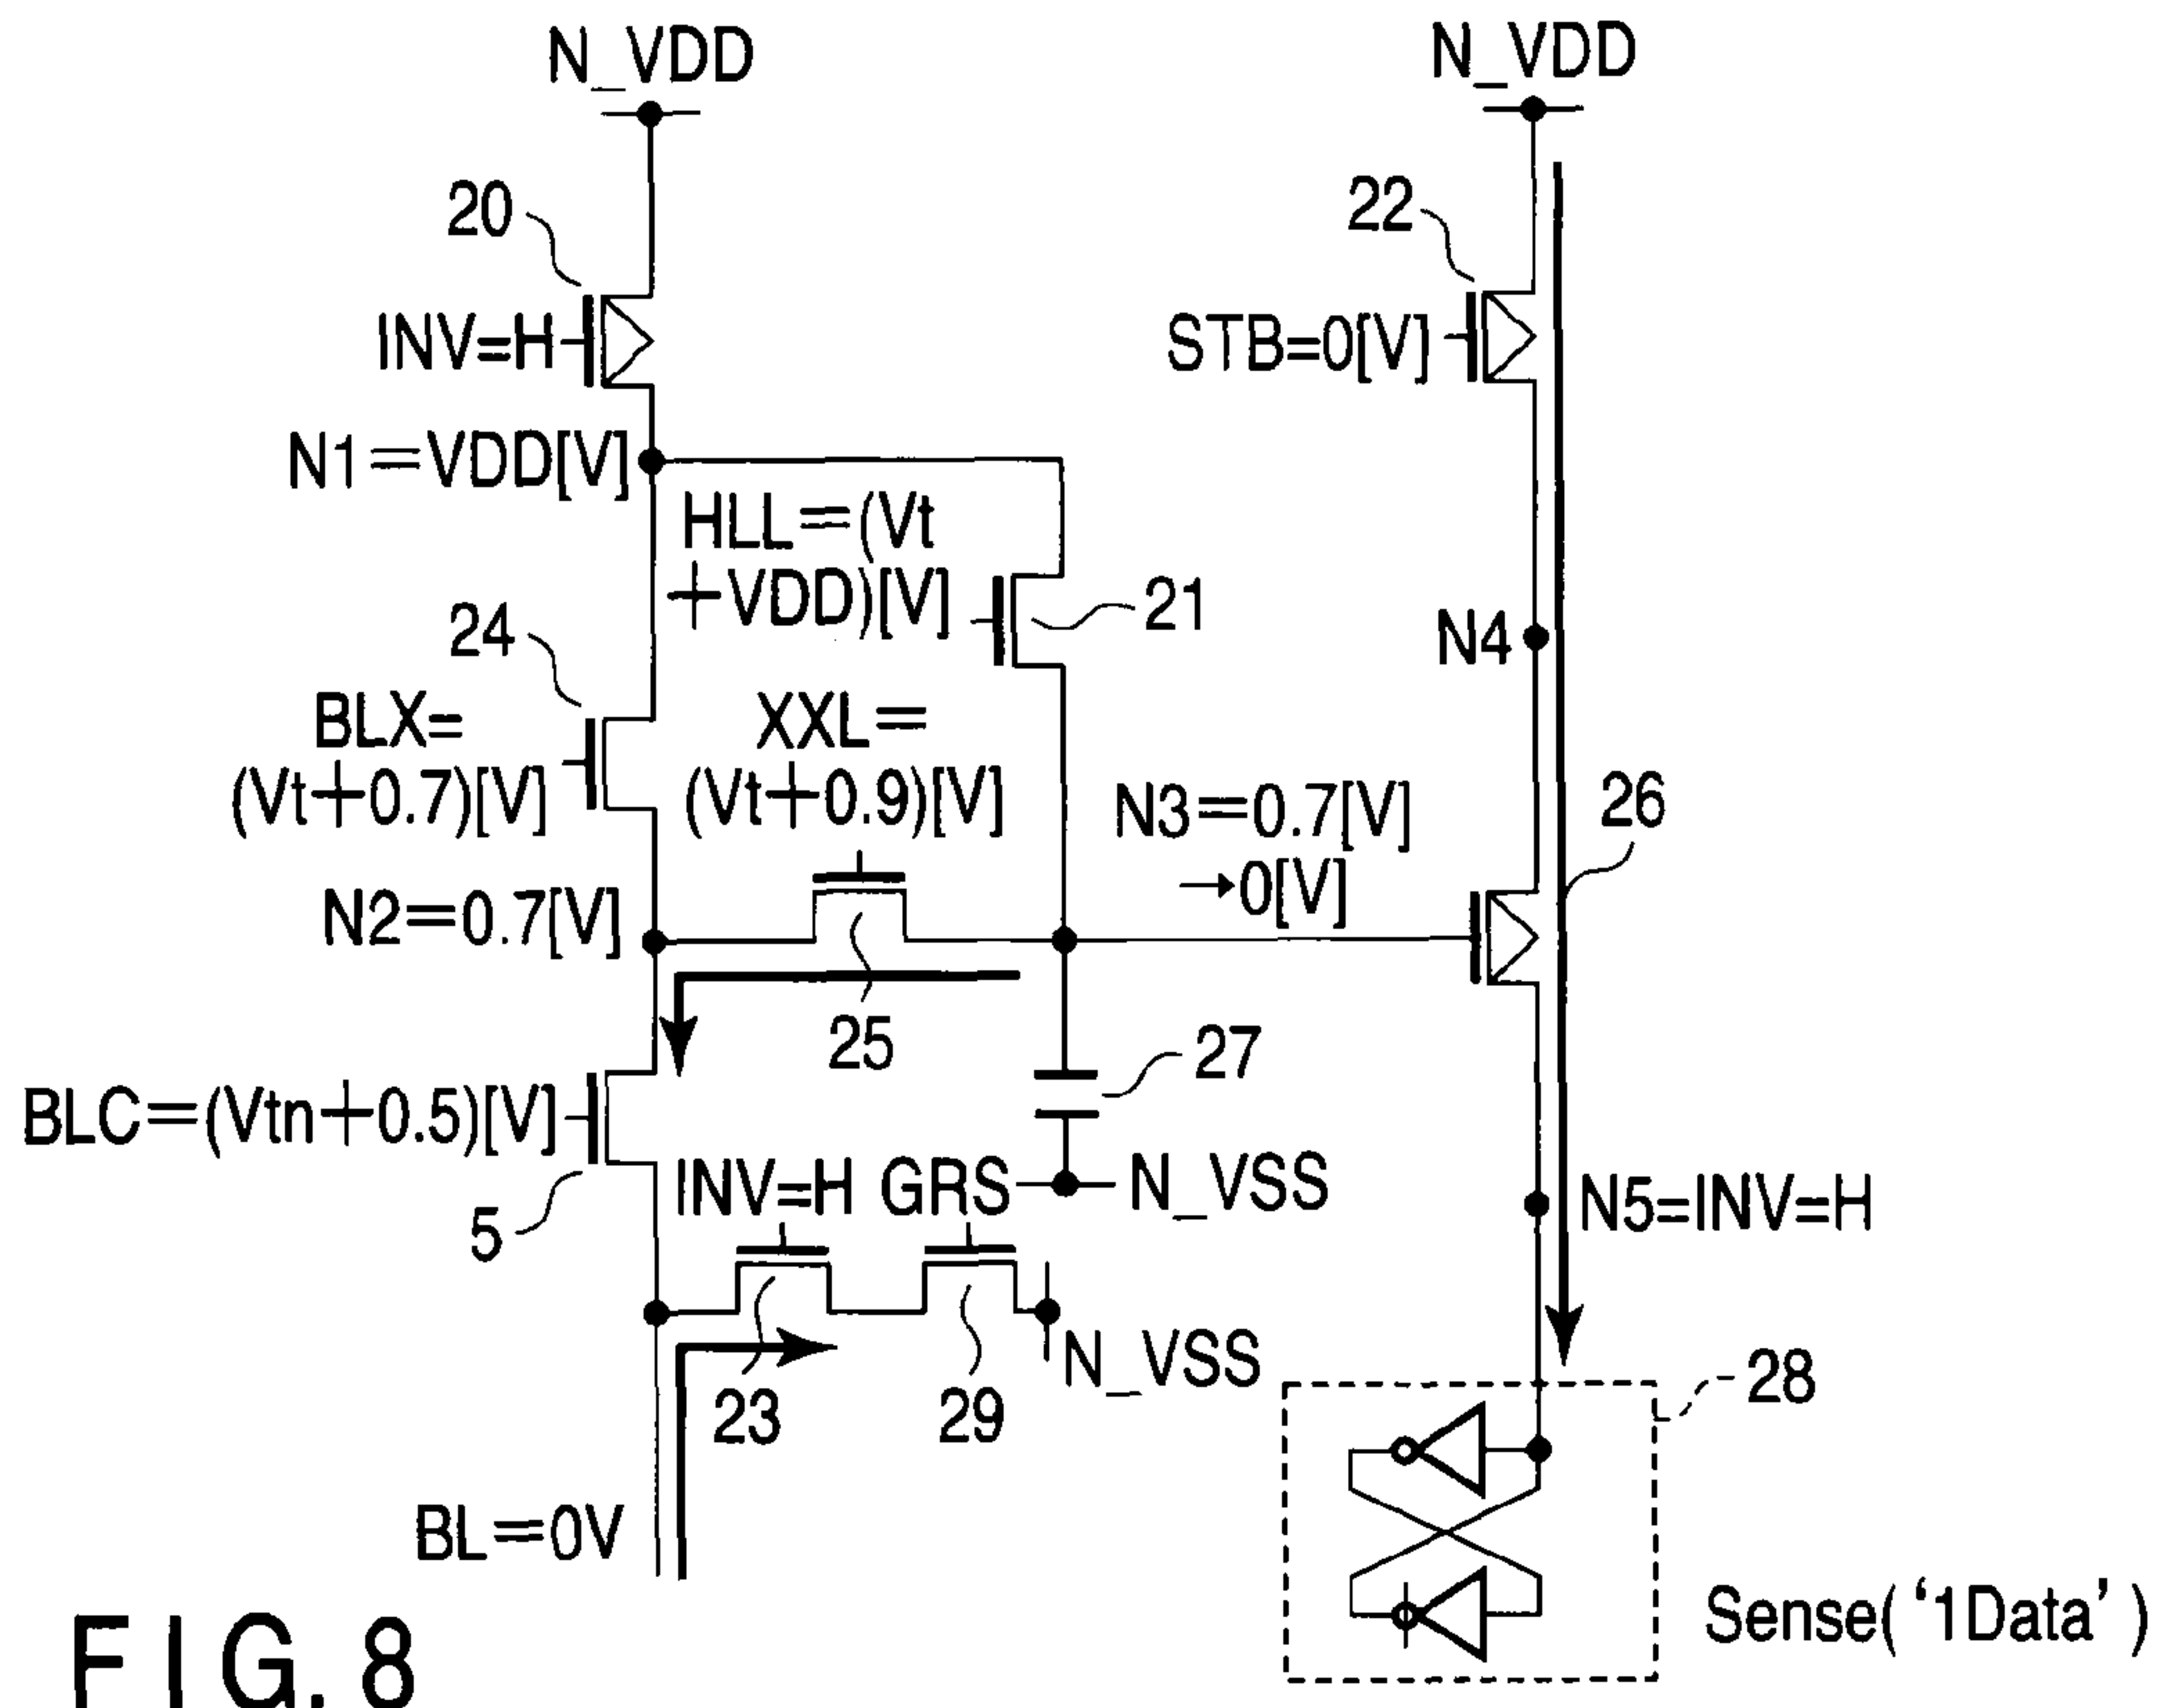 N_VDD
N_VDD
20
22
INV=H
STB=0[V]
N1=VDD[V]
HLL=(Vt
+VDD)[V]
21
24
N4
BLX=
(Vt+0.7)[V]
XXL=
(Vt+0.9)[V]
N3=0.7[V]
→0[V]
26
N2=0.7[V]
25
27
BLC=(Vtn+0.5)[V]
5
INV=H
GRS
N_VSS
N5=INV=H
N_VSS
23
29
28
BL=0V
Sense(‘1Data’)
FIG. 8